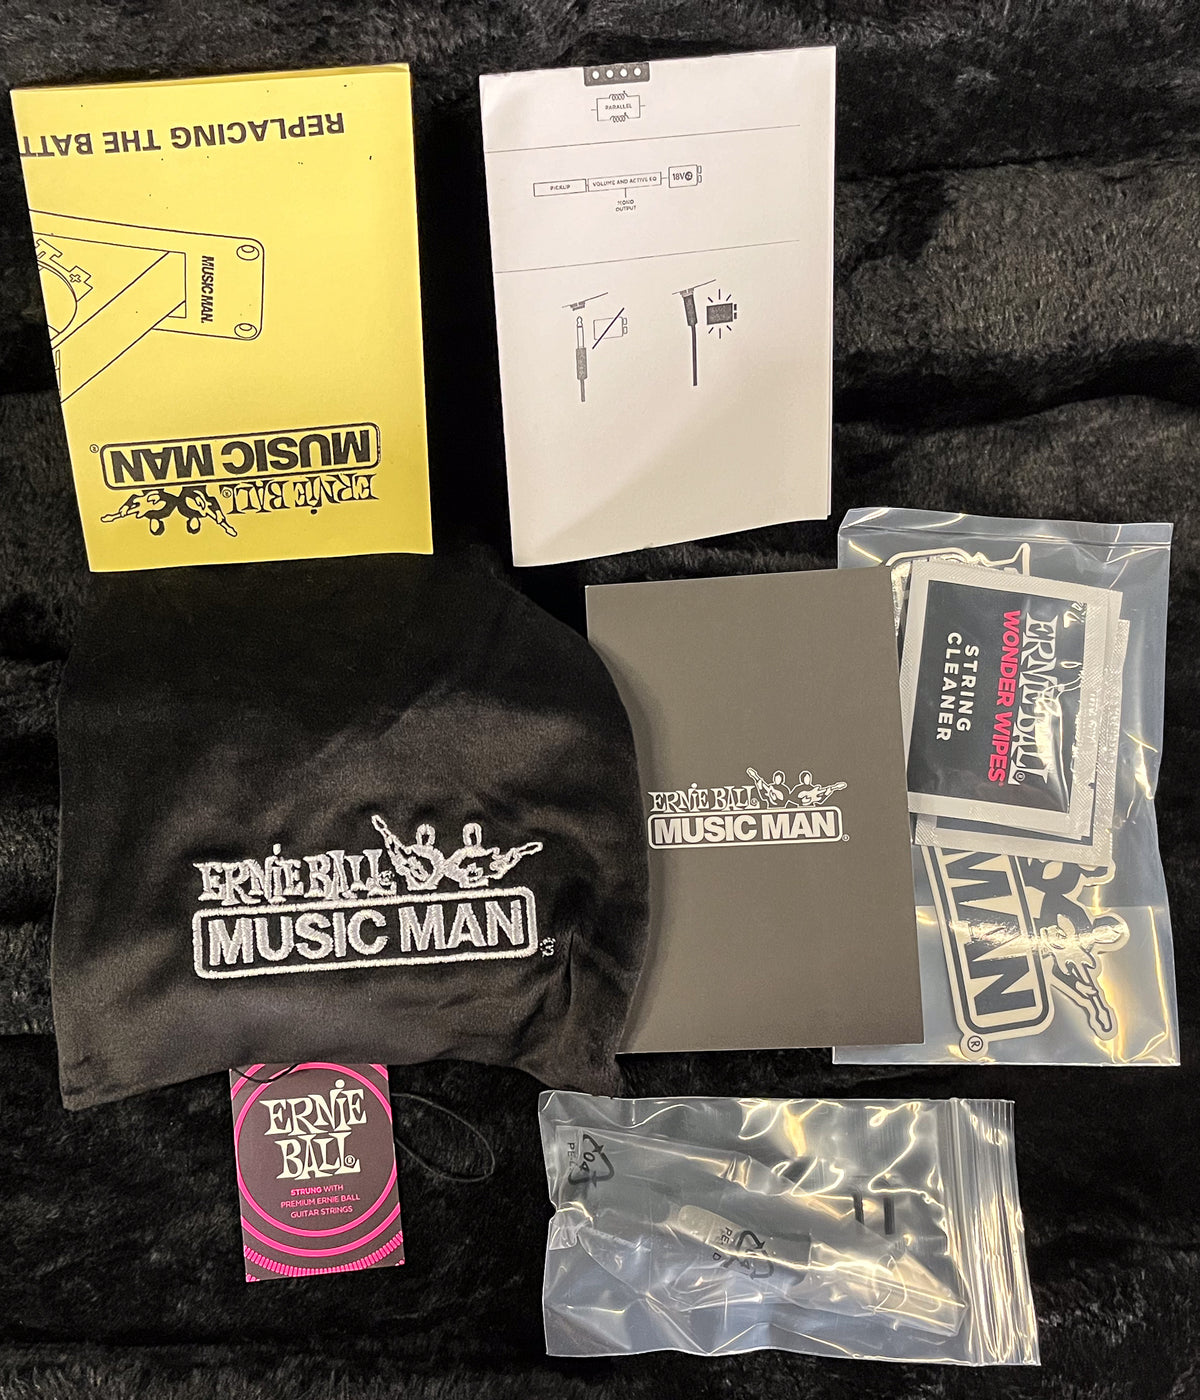 REPLACING THE BATT
MUSIC MAN.
ERNIE BALL®
MUSIC MAN®
PARALLEL
PICKUP
VOLUME AND ACTIVE EQ
18V
MONO
OUTPUT
ERNIE BALL®
WONDER WIPES
STRING
CLEANER
MAN
®
ERNIE BALL
MUSIC MAN®
ERNIE BALL
MUSIC MAN
ERNIE
BALL®
STRUNG WITH
PREMIUM ERNIE BALL
GUITAR STRINGS
04
04